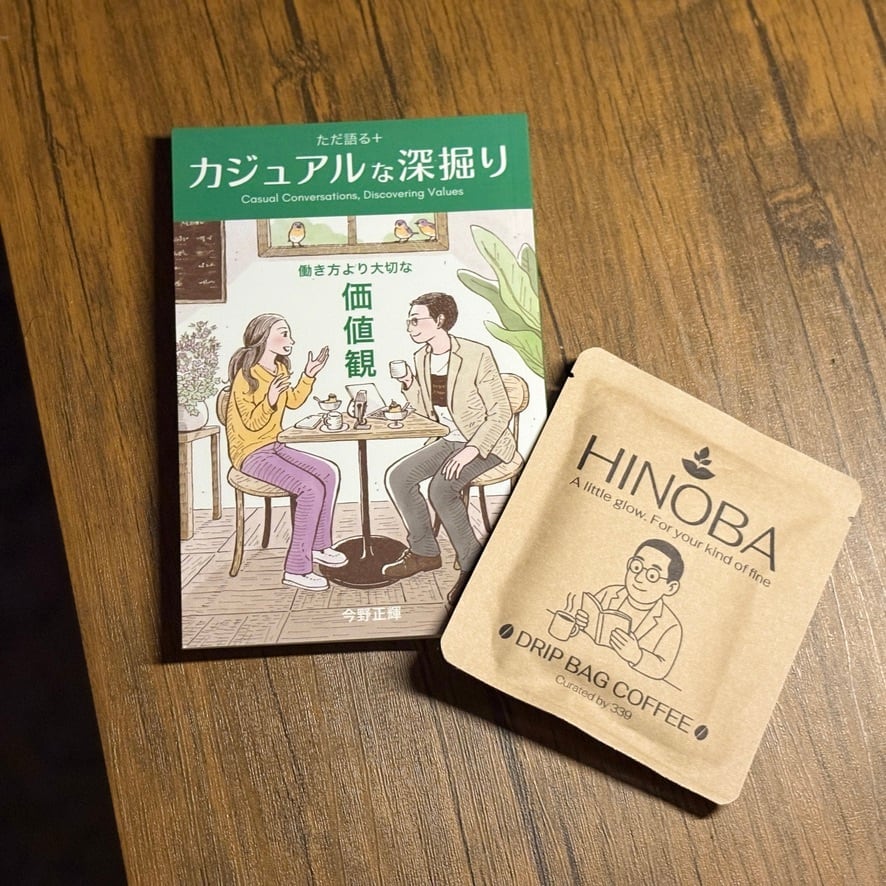 ただ語る+
カジュアルな深掘り
Casual Conversations, Discovering Values
働き方より大切な
価値観
今野正輝
HINOBA
A little glow. For your kind of fine
DRIP BAG COFFEE
Curated by 339